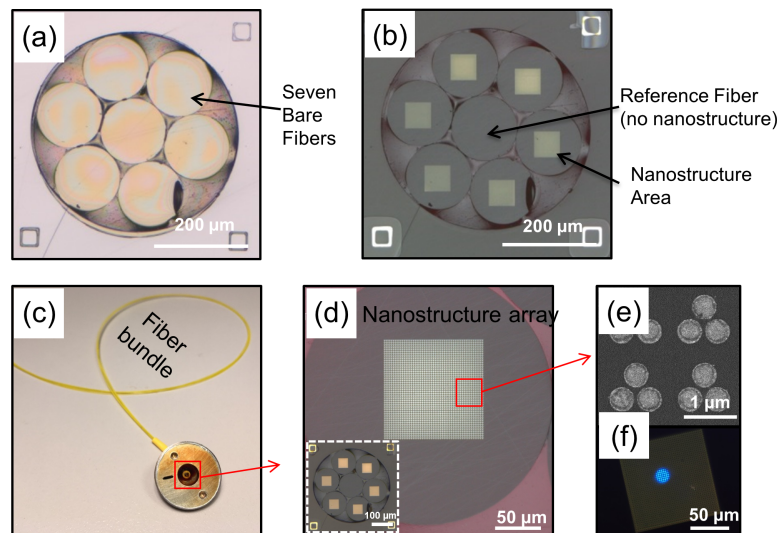 (a)
Seven
Bare
Fibers
200 µm
(b)
Reference Fiber
(no nanostructure)
Nanostructure
Area
200 µm
(c)
Fiber
bundle
(d)
Nanostructure array
100 µm
50 µm
(e)
1 µm
(f)
50 µm